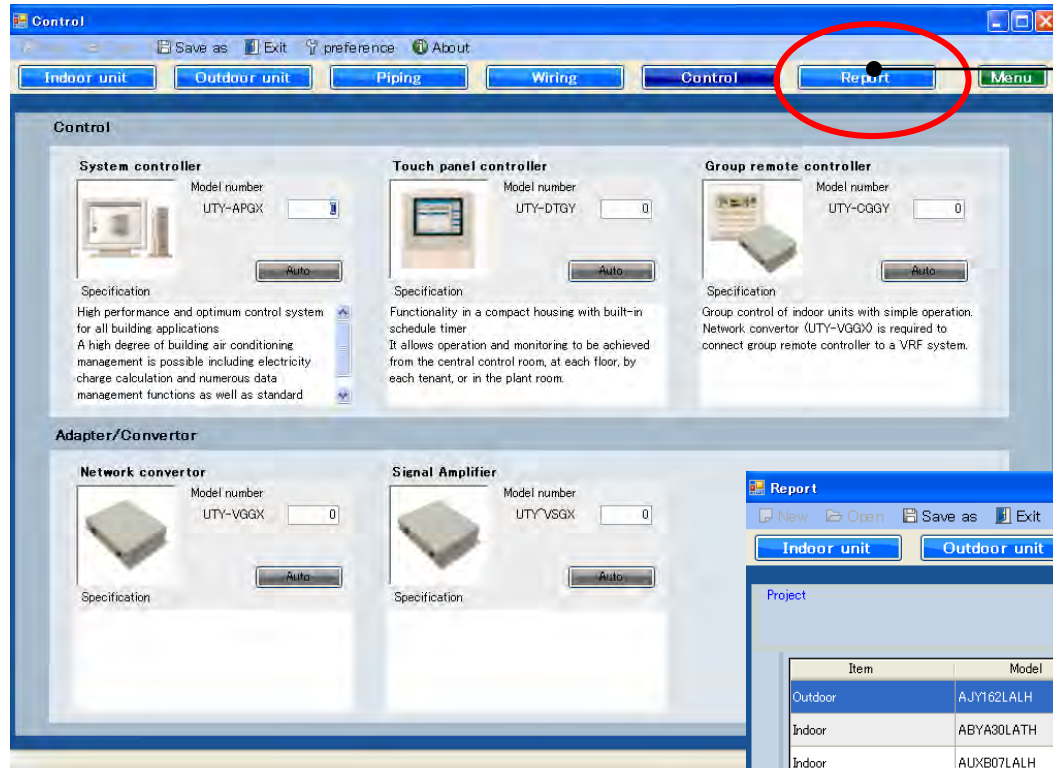 Control
Save as Exit preference About
Indoor unit Outdoor unit Piping Wiring Control Report Menu
Control
System controller
Model number
UTY-APGX
Auto
Specification
High performance and optimum control system
for all building applications
A high degree of building air conditioning
management is possible including electricity
charge calculation and numerous data
management functions as well as standard
Touch panel controller
Model number
UTY-DTGY 0
Auto
Specification
Functionality in a compact housing with built-in
schedule timer
It allows operation and monitoring to be achieved
from the central control room, at each floor, by
each tenant, or in the plant room.
Group remote controller
Model number
UTY-CGGY 0
Auto
Specification
Group control of indoor units with simple operation.
Network convertor (UTY-VGGX) is required to
connect group remote controller to a VRF system.
Adapter/Convertor
Network convertor
Model number
UTY-VGGX 0
Auto
Specification
Signal Amplifier
Model number
UTY-VSGX 0
Auto
Specification
Report
New Open Save as Exit
Indoor unit Outdoor unit
Project
Item Model
Outdoor AJY162LALH
Indoor ABYA30LATH
Indoor AUXB07LALH